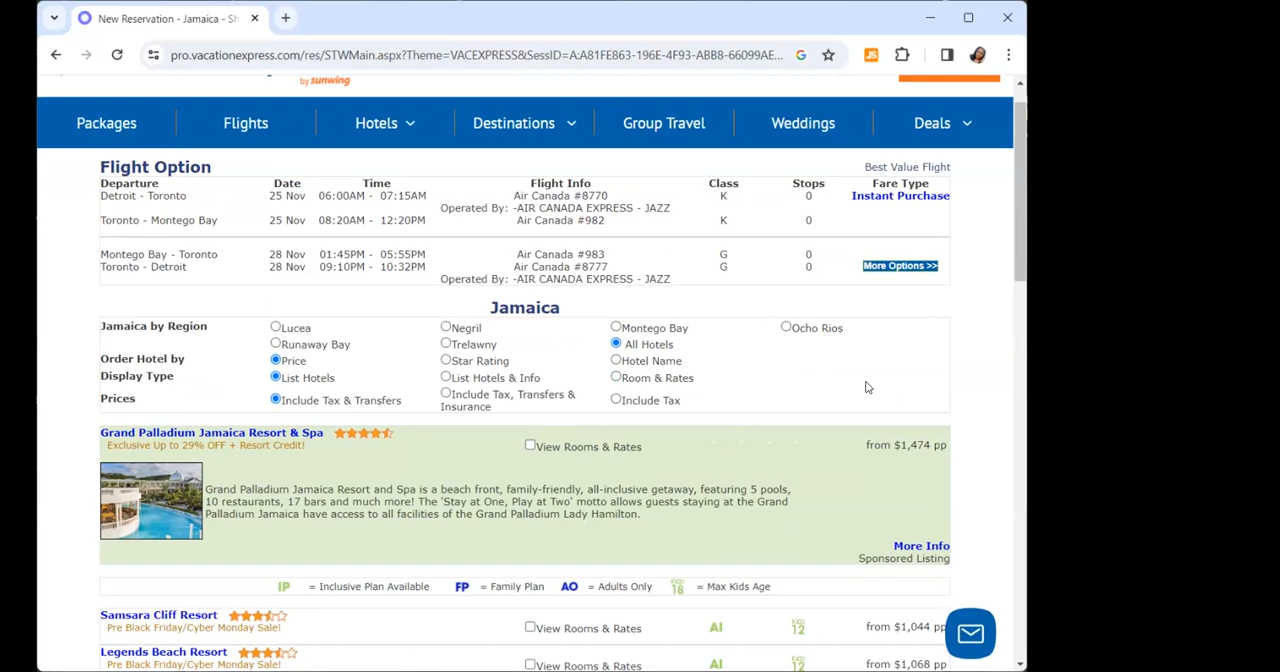 New Reservation - Jamaica - Sh
pro.vacationexpress.com/res/STWMain.aspx?Theme=VACEXPRESS&SessID=A:A81FE863-196E-4F93-ABB8-66099AE...
JS
by sunwing
Packages Flights Hotels Destinations Group Travel Weddings Deals
Flight Option Best Value Flight
Departure Date Time Flight Info Class Stops Fare Type
Detroit - Toronto 25 Nov 06:00AM - 07:15AM Air Canada #8770 K 0 Instant Purchase
Operated By: -AIR CANADA EXPRESS - JAZZ
Toronto - Montego Bay 25 Nov 08:20AM - 12:20PM Air Canada #982 K 0
Montego Bay - Toronto 28 Nov 01:45PM - 05:55PM Air Canada #983 G 0
Toronto - Detroit 28 Nov 09:10PM - 10:32PM Air Canada #8777 G 0 More Options >>
Operated By: -AIR CANADA EXPRESS - JAZZ
Jamaica
Jamaica by Region Lucea Negril Montego Bay Ocho Rios
Runaway Bay Trelawny All Hotels
Order Hotel by Price Star Rating Hotel Name
Display Type List Hotels List Hotels & Info Room & Rates
Prices Include Tax & Transfers Include Tax, Transfers & Insurance Include Tax
Grand Palladium Jamaica Resort & Spa
Exclusive Up to 29% OFF + Resort Credit! View Rooms & Rates from $1,474 pp
Grand Palladium Jamaica Resort and Spa is a beach front, family-friendly, all-inclusive getaway, featuring 5 pools,
10 restaurants, 17 bars and much more! The 'Stay at One, Play at Two' motto allows guests staying at the Grand
Palladium Jamaica have access to all facilities of the Grand Palladium Lady Hamilton.
More Info
Sponsored Listing
IP = Inclusive Plan Available FP = Family Plan AO = Adults Only KIDS 18 = Max Kids Age
Samsara Cliff Resort
Pre Black Friday/Cyber Monday Sale! View Rooms & Rates AI KIDS 12 from $1,044 pp
Legends Beach Resort
Pre Black Friday/Cyber Monday Sale! View Rooms & Rates AI KIDS 12 from $1,068 pp